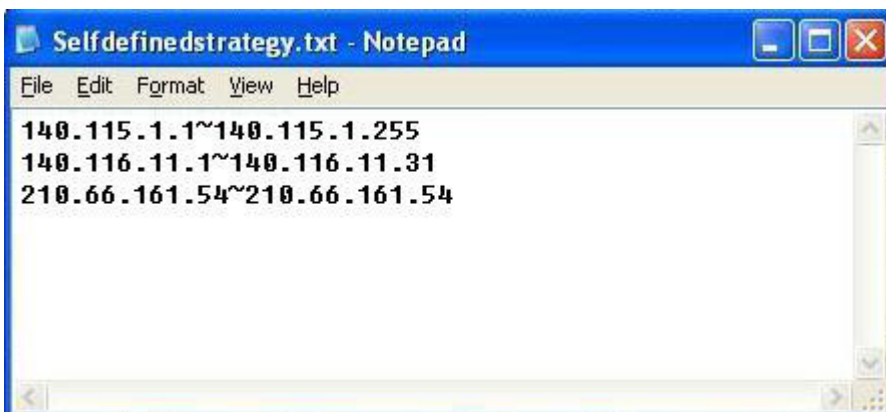 Selfdefinedstrategy.txt - Notepad
File Edit Format View Help
140.115.1.1~140.115.1.255
140.116.11.1~140.116.11.31
210.66.161.54~210.66.161.54